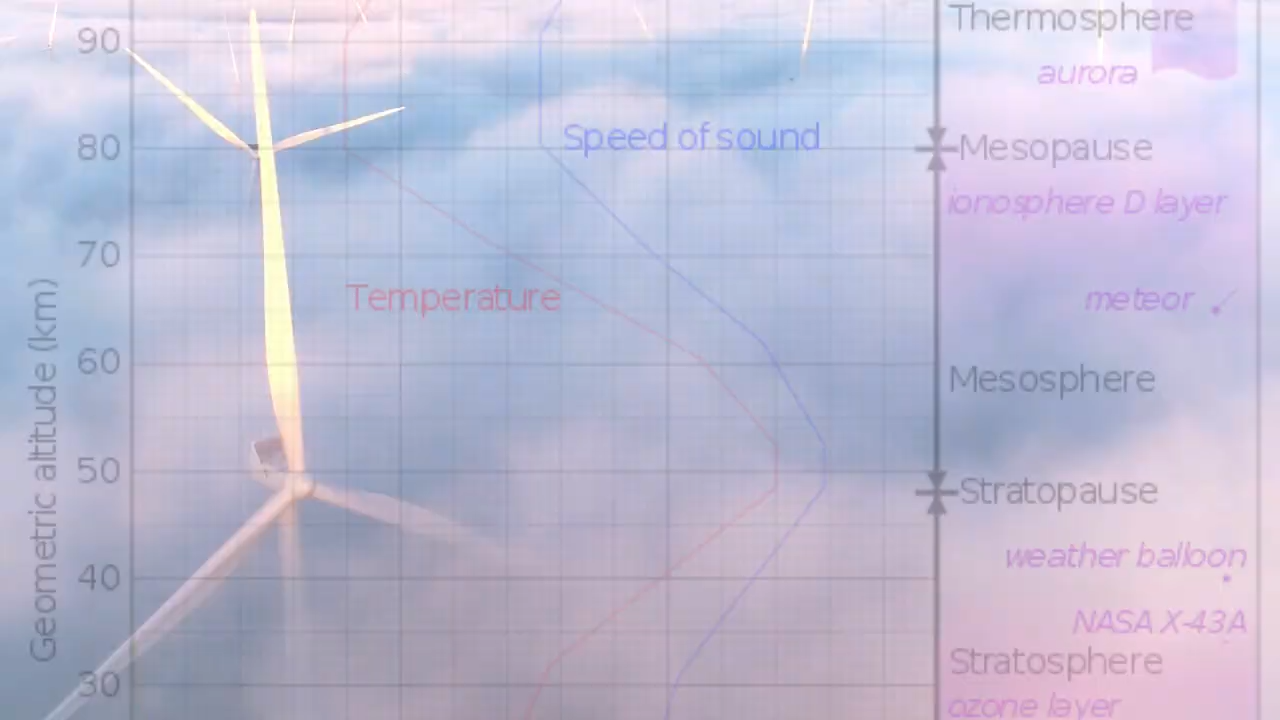 Thermosphere
90
aurora
Speed of sound
80
Mesopause
ionosphere D layer
70
Temperature
meteor
60
Mesosphere
Geometric altitude (km)
50
Stratopause
weather balloon
40
NASA X-43A
Stratosphere
30
ozone layer